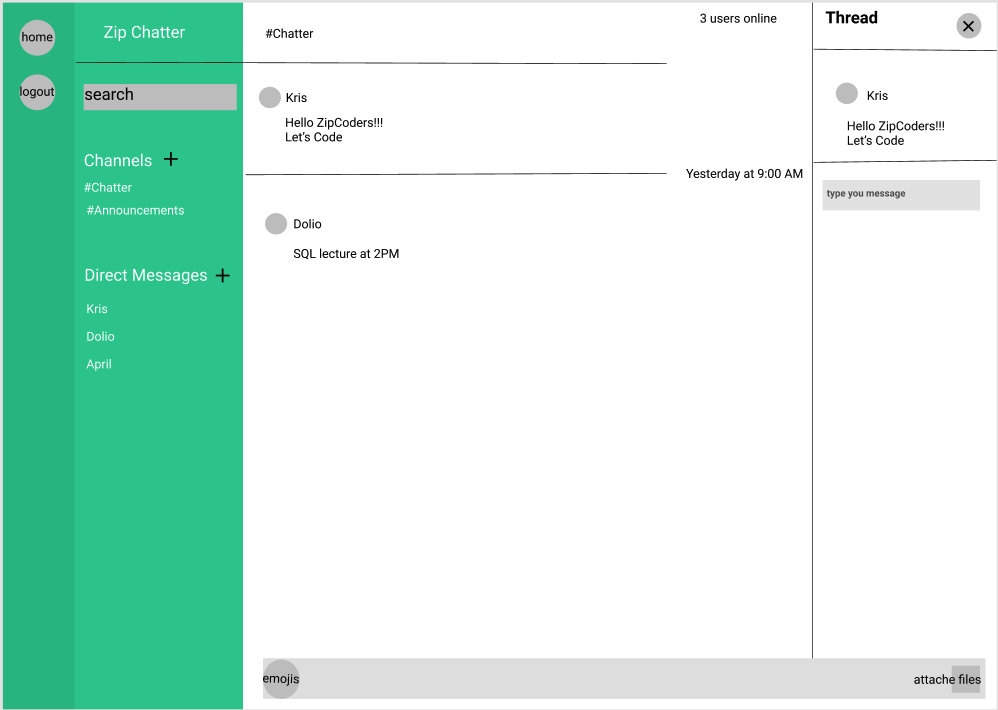 home
logout
Zip Chatter
search
Channels +
#Chatter
#Announcements
Direct Messages +
Kris
Dolio
April
#Chatter
3 users online
Kris
Hello ZipCoders!!!
Let's Code
Yesterday at 9:00 AM
Dolio
SQL lecture at 2PM
emojis
attache files
Thread
Kris
Hello ZipCoders!!!
Let's Code
type you message